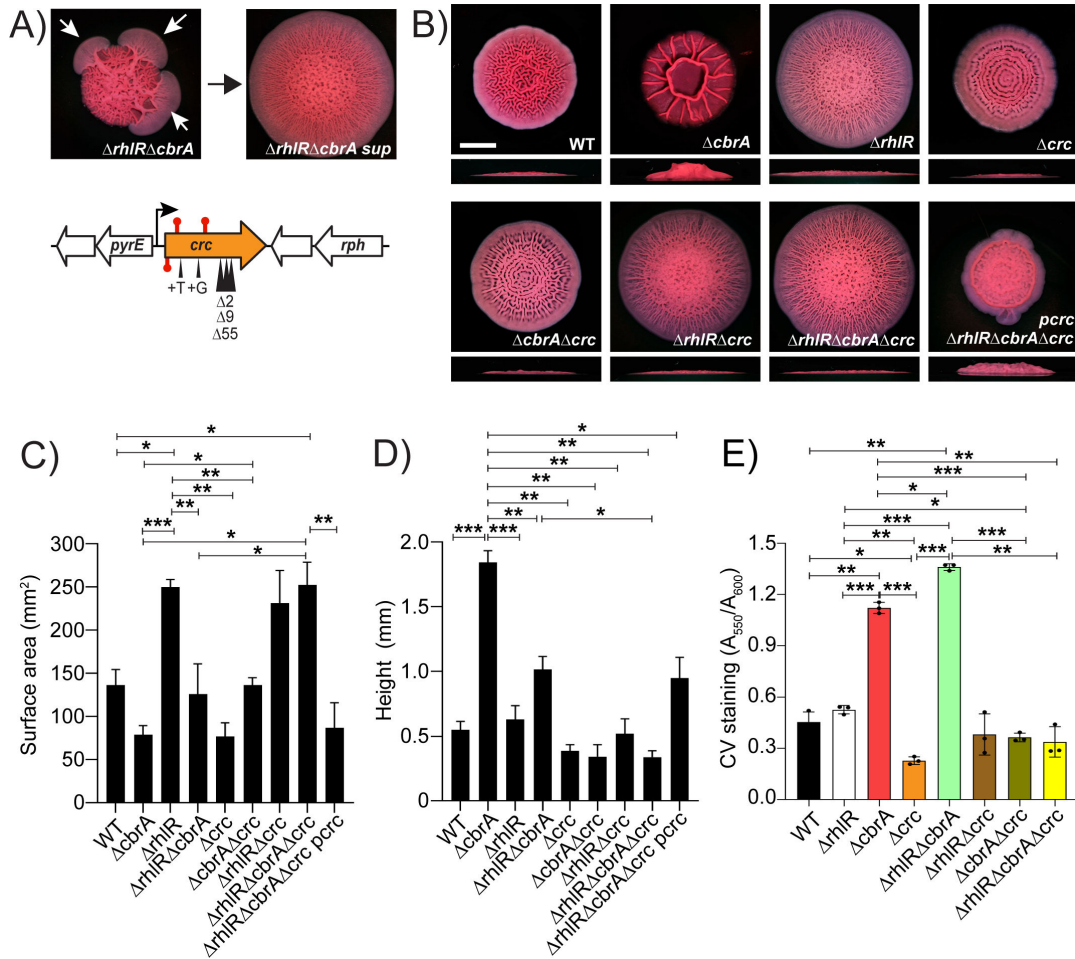 A)
ΔrhlRΔcbrA
ΔrhlRΔcbrA sup
pyrE
crc
rph
+T +G
Δ2
Δ9
Δ55
B)
WT
ΔcbrA
ΔrhlR
Δcrc
ΔcbrAΔcrc
ΔrhlRΔcrc
ΔrhlRΔcbrAΔcrc
pcrc
ΔrhlRΔcbrAΔcrc
C)
*
*
*
**
**
**
***
**
*
*
Surface area (mm²)
300
250
200
150
100
50
0
WT
ΔcbrA
ΔrhlR
ΔrhlRΔcbrA
Δcrc
ΔcbrAΔcrc
ΔrhlRΔcrc
ΔrhlRΔcbrAΔcrc
ΔrhlRΔcbrAΔcrc pcrc
D)
*
**
**
**
**
**
*
***
***
Height (mm)
2.0
1.5
1.0
0.5
0.0
WT
ΔcbrA
ΔrhlR
ΔrhlRΔcbrA
Δcrc
ΔcbrAΔcrc
ΔrhlRΔcrc
ΔrhlRΔcbrAΔcrc
ΔrhlRΔcbrAΔcrc pcrc
E)
**
**
***
*
*
***
**
***
*
***
**
**
***
***
CV staining (A₅₅₀/A₆₀₀)
1.5
1.2
0.9
0.6
0.3
0.0
WT
ΔrhlR
ΔcbrA
Δcrc
ΔrhlRΔcbrA
ΔrhlRΔcrc
ΔcbrAΔcrc
ΔrhlRΔcbrAΔcrc